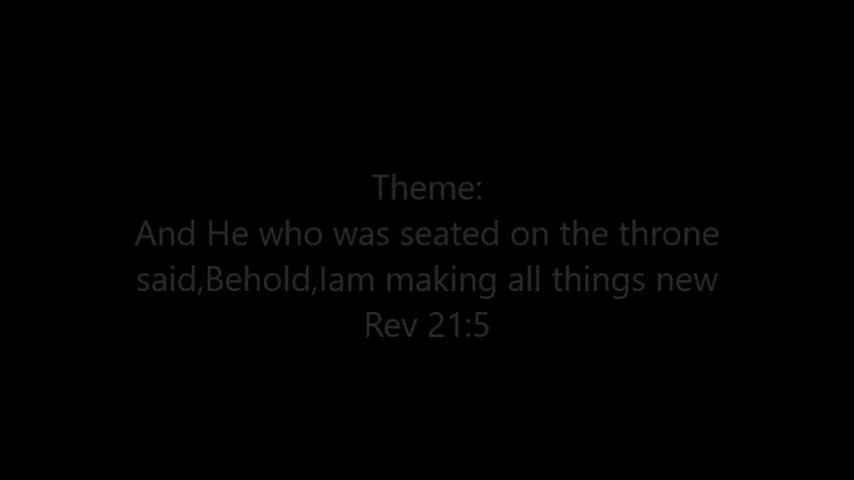 Theme:
And He who was seated on the throne
said,Behold,Iam making all things new
Rev 21:5